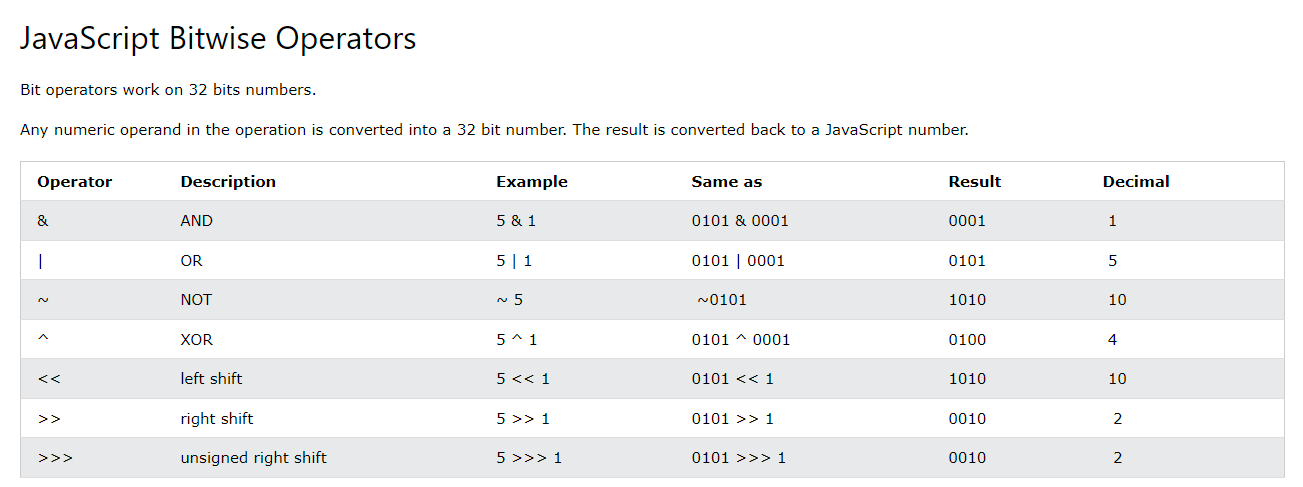 JavaScript Bitwise Operators
Bit operators work on 32 bits numbers.
Any numeric operand in the operation is converted into a 32 bit number. The result is converted back to a JavaScript number.
Operator Description Example Same as Result Decimal
& AND 5 & 1 0101 & 0001 0001 1
| OR 5 | 1 0101 | 0001 0101 5
~ NOT ~ 5 ~0101 1010 10
^ XOR 5 ^ 1 0101 ^ 0001 0100 4
<< left shift 5 << 1 0101 << 1 1010 10
>> right shift 5 >> 1 0101 >> 1 0010 2
>>> unsigned right shift 5 >>> 1 0101 >>> 1 0010 2